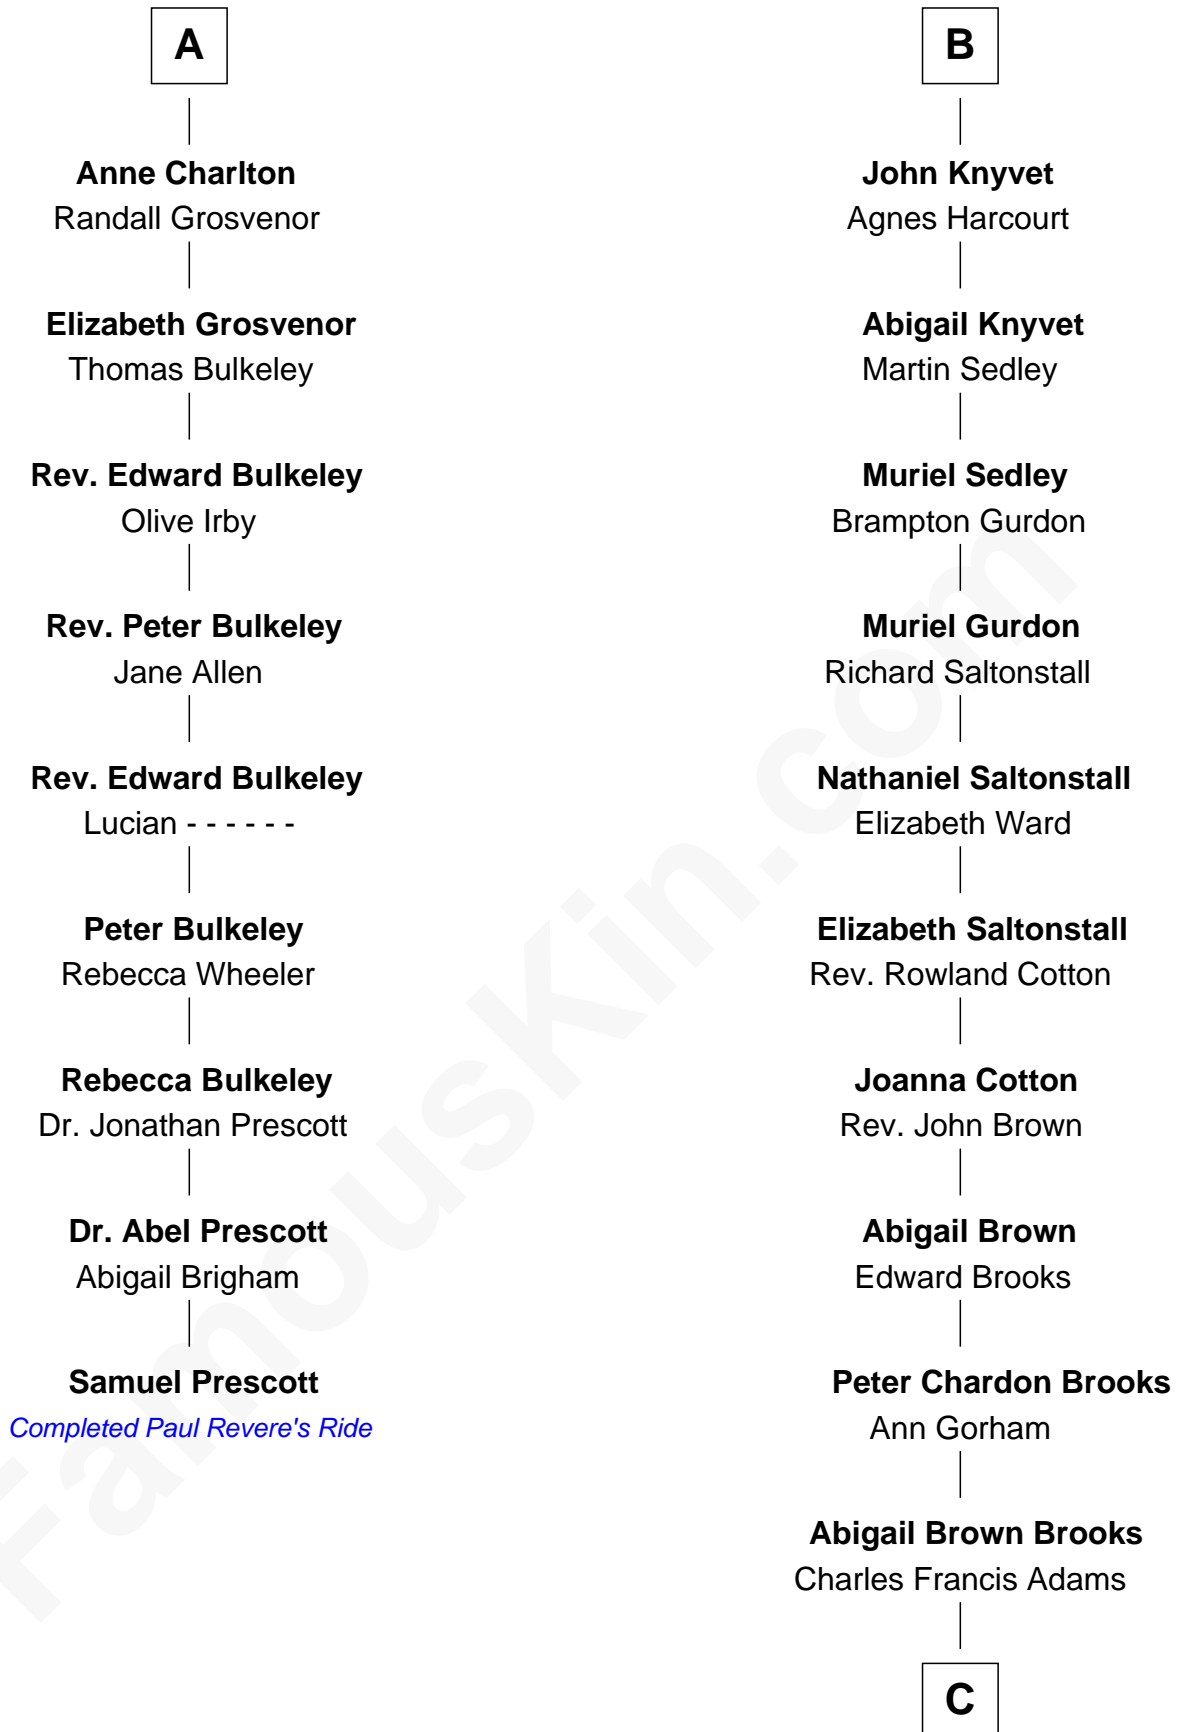 A
Anne Charlton
Randall Grosvenor
Elizabeth Grosvenor
Thomas Bulkeley
Rev. Edward Bulkeley
Olive Irby
Rev. Peter Bulkeley
Jane Allen
Rev. Edward Bulkeley
Lucian - - - - - -
Peter Bulkeley
Rebecca Wheeler
Rebecca Bulkeley
Dr. Jonathan Prescott
Dr. Abel Prescott
Abigail Brigham
Samuel Prescott
Completed Paul Revere's Ride
B
John Knyvet
Agnes Harcourt
Abigail Knyvet
Martin Sedley
Muriel Sedley
Brampton Gurdon
Muriel Gurdon
Richard Saltonstall
Nathaniel Saltonstall
Elizabeth Ward
Elizabeth Saltonstall
Rev. Rowland Cotton
Joanna Cotton
Rev. John Brown
Abigail Brown
Edward Brooks
Peter Chardon Brooks
Ann Gorham
Abigail Brown Brooks
Charles Francis Adams
C
FamousKin.com